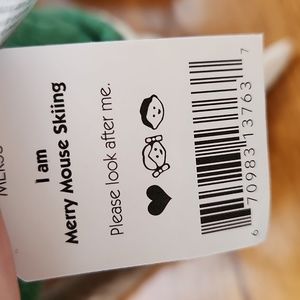 I am
Merry Mouse Skiing
Please look after me.
6 70983 13763 7